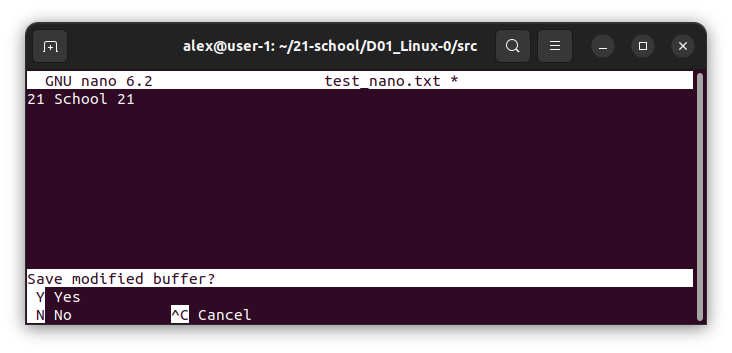 alex@user-1: ~/21-school/D01_Linux-0/src
GNU nano 6.2 test_nano.txt *
21 School 21
Save modified buffer?
Y Yes
N No ^C Cancel